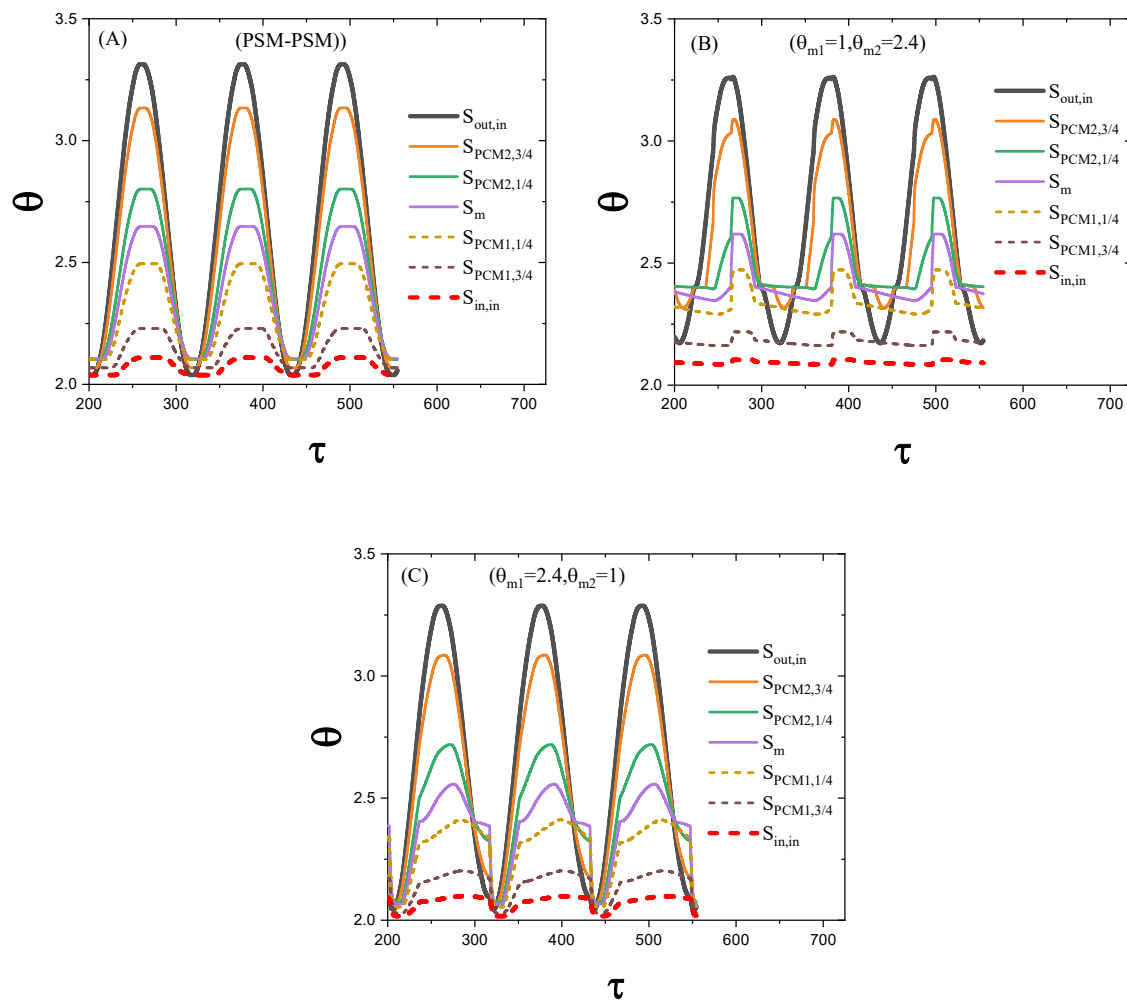 (A)
(PSM-PSM))
3.5
3.0
2.5
2.0
θ
200 300 400 500 600 700
τ
S_out,in
S_PCM2,3/4
S_PCM2,1/4
S_m
S_PCM1,1/4
S_PCM1,3/4
S_in,in
(B)
(θ_m1=1,θ_m2=2.4)
3.5
3.0
2.5
2.0
θ
200 300 400 500 600 700
τ
S_out,in
S_PCM2,3/4
S_PCM2,1/4
S_m
S_PCM1,1/4
S_PCM1,3/4
S_in,in
(C)
(θ_m1=2.4,θ_m2=1)
3.5
3.0
2.5
2.0
θ
200 300 400 500 600 700
τ
S_out,in
S_PCM2,3/4
S_PCM2,1/4
S_m
S_PCM1,1/4
S_PCM1,3/4
S_in,in